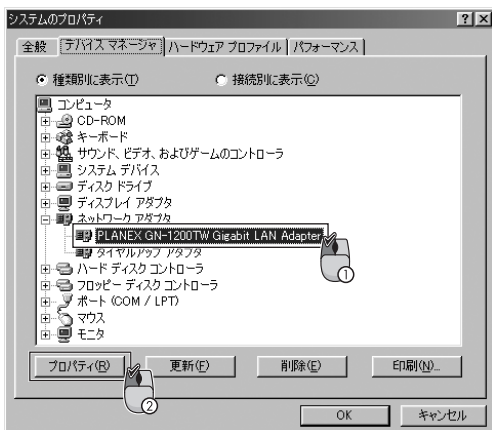 システムのプロパティ
全般 デバイス マネージャ ハードウェア プロファイル パフォーマンス
種類別に表示(T) 接続別に表示(C)
コンピュータ
CD-ROM
キーボード
サウンド、ビデオ、およびゲームのコントローラ
システム デバイス
ディスク ドライブ
ディスプレイ アダプタ
ネットワーク アダプタ
PLANEX GN-1200TW Gigabit LAN Adapter
ダイヤルアップ アダプタ
ハード ディスク コントローラ
フロッピー ディスク コントローラ
ポート (COM / LPT)
マウス
モニタ
①
プロパティ(R) 更新(F) 削除(E) 印刷(N)...
②
OK キャンセル